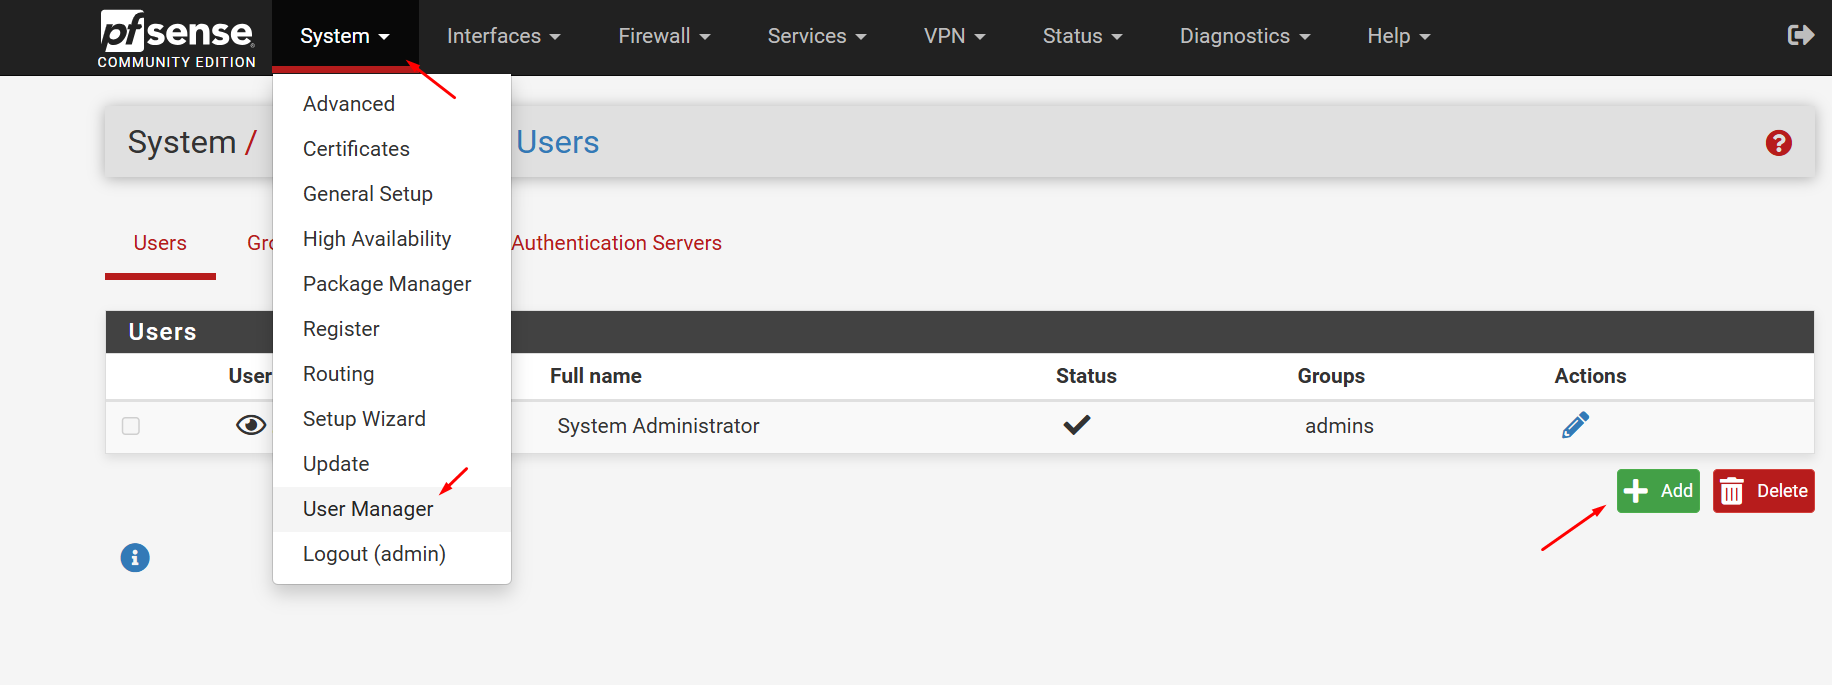 pfsense
COMMUNITY EDITION
System Interfaces Firewall Services VPN Status Diagnostics Help
Advanced
Certificates
General Setup
High Availability
Package Manager
Register
Routing
Setup Wizard
Update
User Manager
Logout (admin)
System / Users
Users Authentication Servers
Users
User Full name Status Groups Actions
System Administrator admins
Add Delete